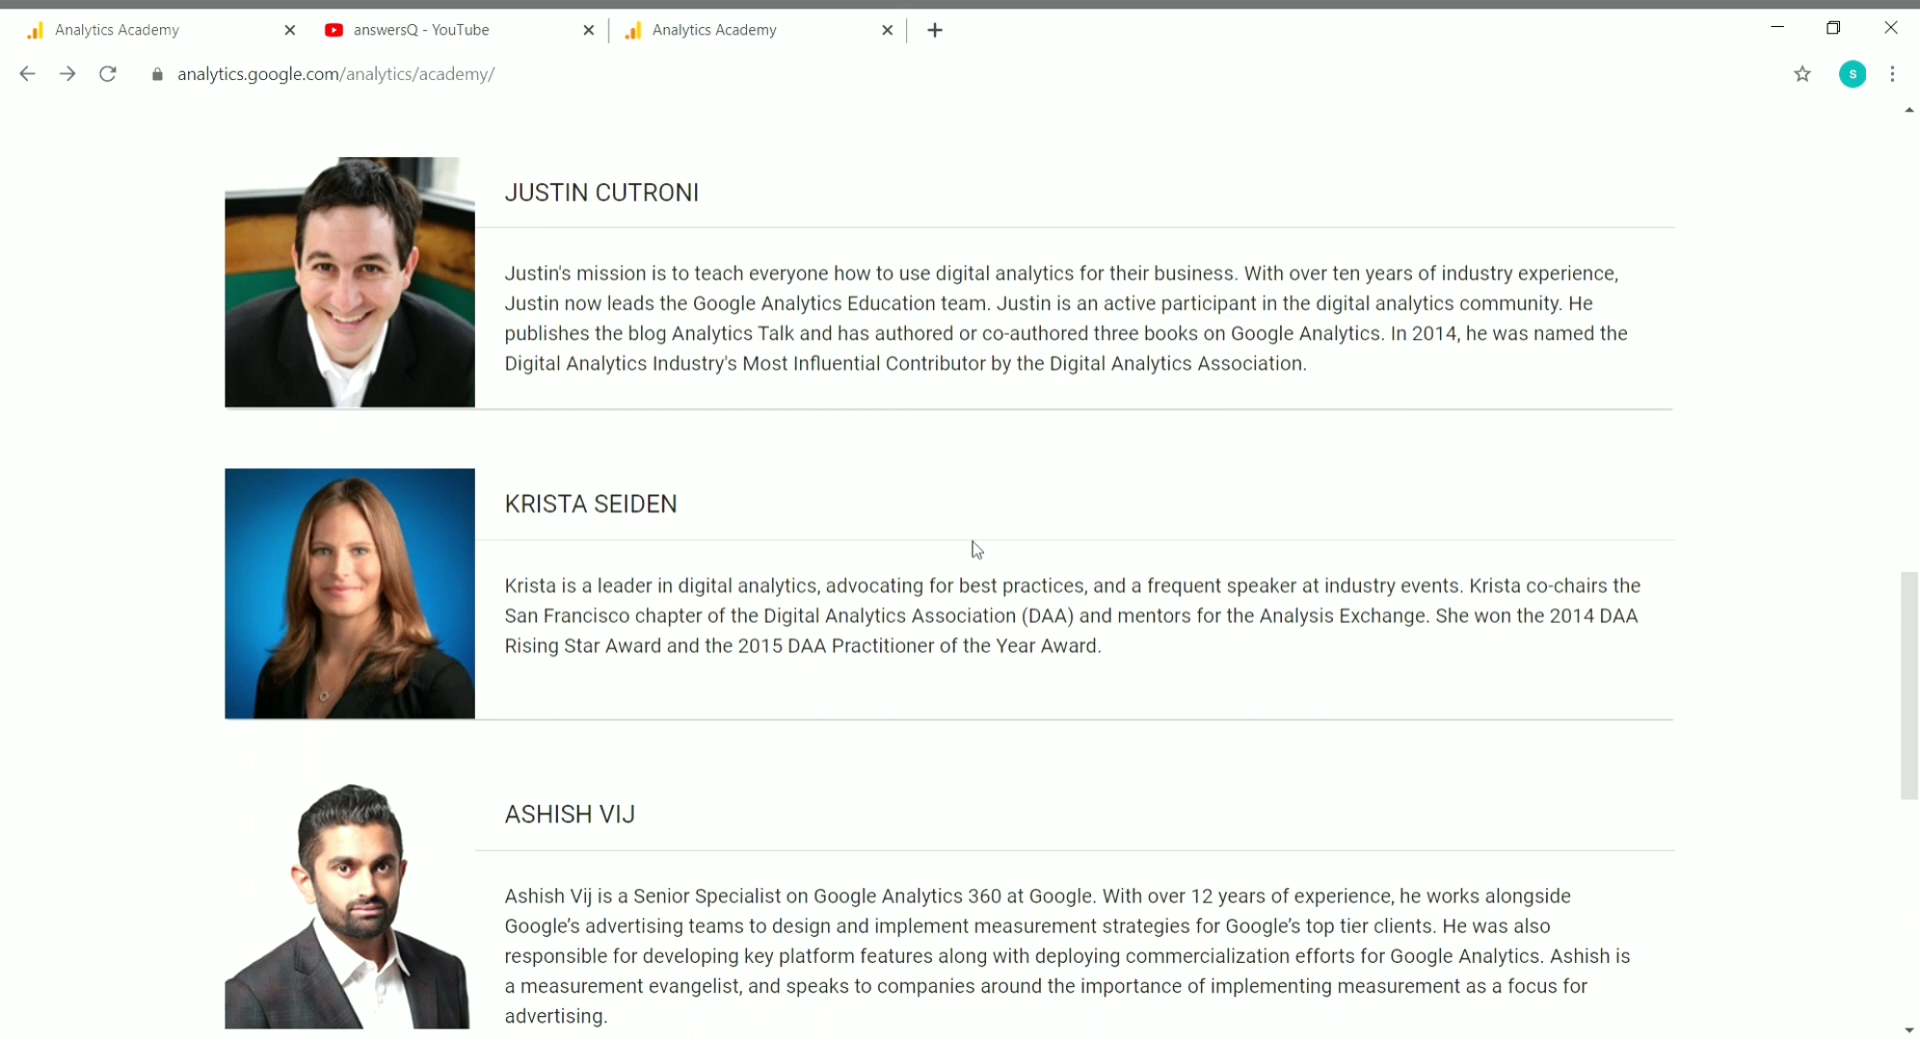 Analytics Academy
answersQ - YouTube
Analytics Academy
analytics.google.com/analytics/academy/
S
JUSTIN CUTRONI
Justin's mission is to teach everyone how to use digital analytics for their business. With over ten years of industry experience,
Justin now leads the Google Analytics Education team. Justin is an active participant in the digital analytics community. He
publishes the blog Analytics Talk and has authored or co-authored three books on Google Analytics. In 2014, he was named the
Digital Analytics Industry's Most Influential Contributor by the Digital Analytics Association.
KRISTA SEIDEN
Krista is a leader in digital analytics, advocating for best practices, and a frequent speaker at industry events. Krista co-chairs the
San Francisco chapter of the Digital Analytics Association (DAA) and mentors for the Analysis Exchange. She won the 2014 DAA
Rising Star Award and the 2015 DAA Practitioner of the Year Award.
ASHISH VIJ
Ashish Vij is a Senior Specialist on Google Analytics 360 at Google. With over 12 years of experience, he works alongside
Google’s advertising teams to design and implement measurement strategies for Google’s top tier clients. He was also
responsible for developing key platform features along with deploying commercialization efforts for Google Analytics. Ashish is
a measurement evangelist, and speaks to companies around the importance of implementing measurement as a focus for
advertising.